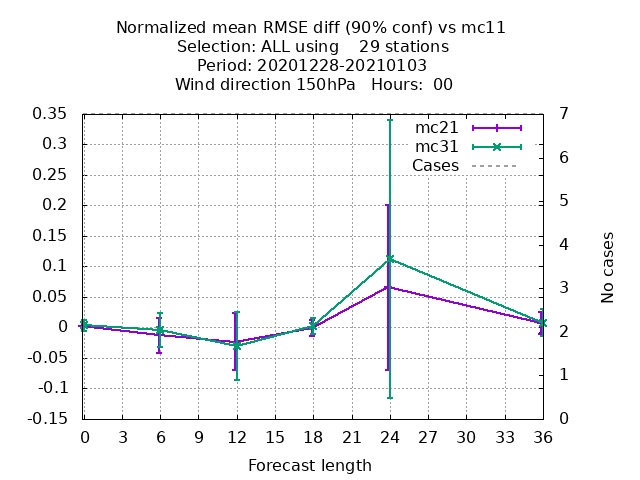 Normalized mean RMSE diff (90% conf) vs mc11
Selection: ALL using    29 stations
Period: 20201228-20210103
Wind direction 150hPa   Hours:  00
0.35
0.3
0.25
0.2
0.15
0.1
0.05
0
-0.05
-0.1
-0.15
mc21
mc31
Cases
7
6
5
4
3
2
1
0
No cases
0 3 6 9 12 15 18 21 24 27 30 33 36
Forecast length